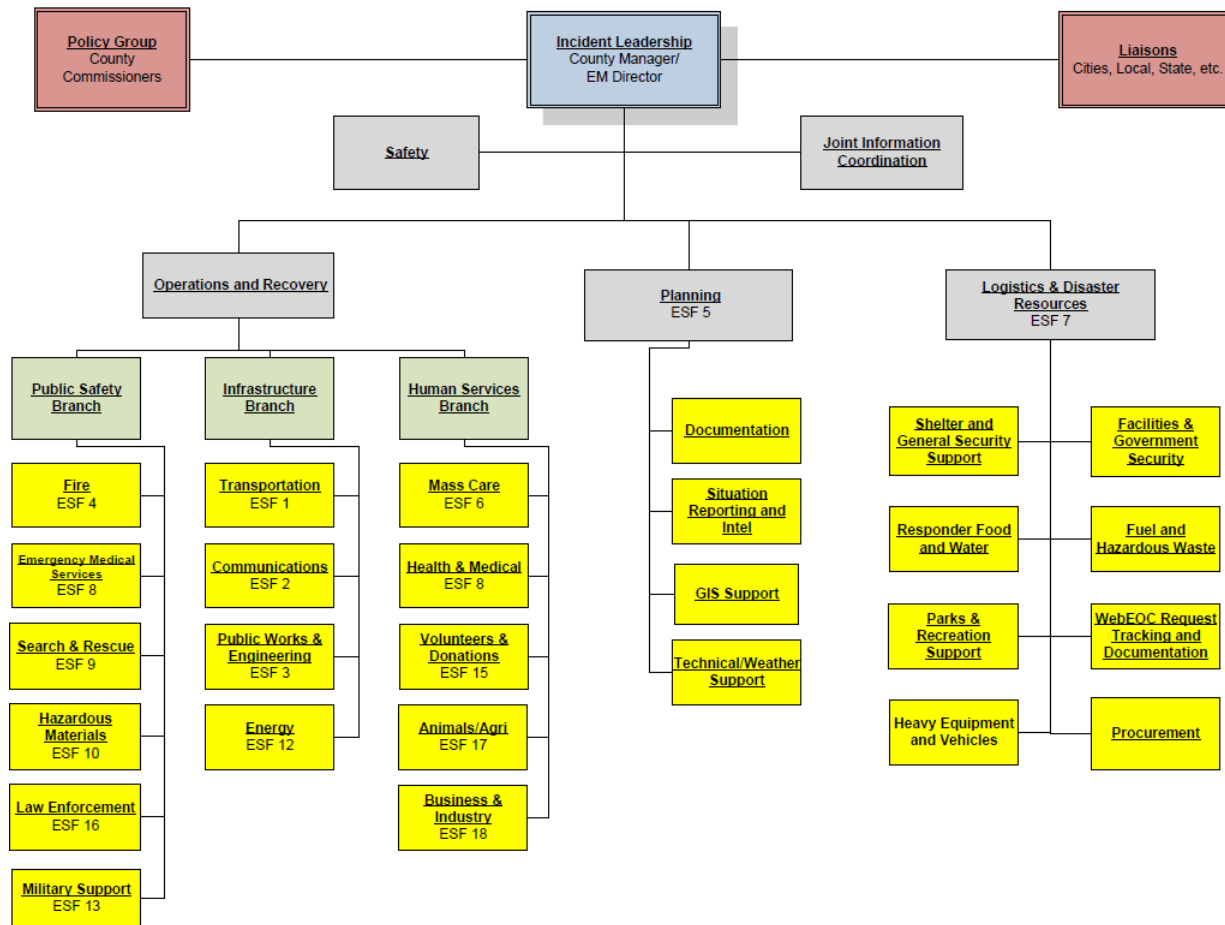 Policy Group
County
Commissioners
Incident Leadership
County Manager/
EM Director
Liaisons
Cities, Local, State, etc.
Safety
Joint Information
Coordination
Operations and Recovery
Planning
ESF 5
Logistics & Disaster
Resources
ESF 7
Public Safety
Branch
Fire
ESF 4
Emergency Medical
Services
ESF 8
Search & Rescue
ESF 9
Hazardous
Materials
ESF 10
Law Enforcement
ESF 16
Military Support
ESF 13
Infrastructure
Branch
Transportation
ESF 1
Communications
ESF 2
Public Works &
Engineering
ESF 3
Energy
ESF 12
Human Services
Branch
Mass Care
ESF 6
Health & Medical
ESF 8
Volunteers &
Donations
ESF 15
Animals/Agri
ESF 17
Business &
Industry
ESF 18
Documentation
Situation
Reporting and
Intel
GIS Support
Technical/Weather
Support
Shelter and
General Security
Support
Facilities &
Government
Security
Responder Food
and Water
Fuel and
Hazardous Waste
Parks &
Recreation
Support
WebEOC Request
Tracking and
Documentation
Heavy Equipment
and Vehicles
Procurement